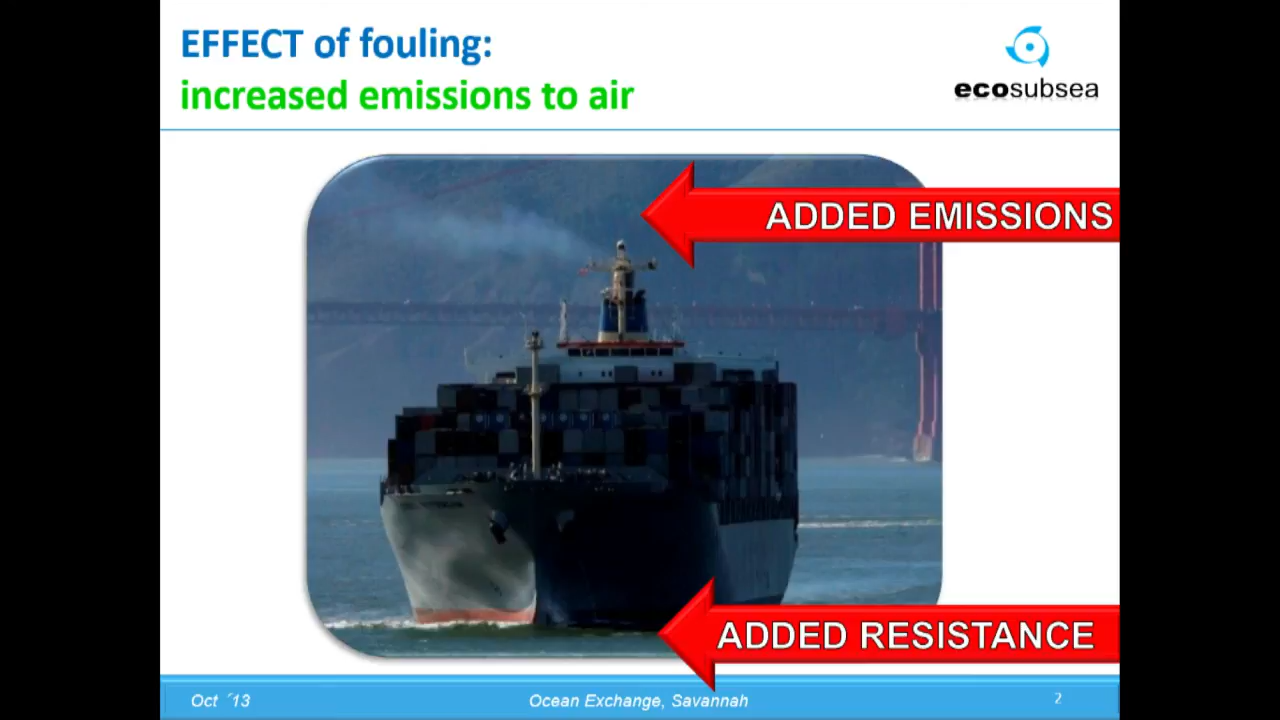 EFFECT of fouling:
increased emissions to air
ecosubsea
ADDED EMISSIONS
ADDED RESISTANCE
Oct ´13
Ocean Exchange, Savannah
2